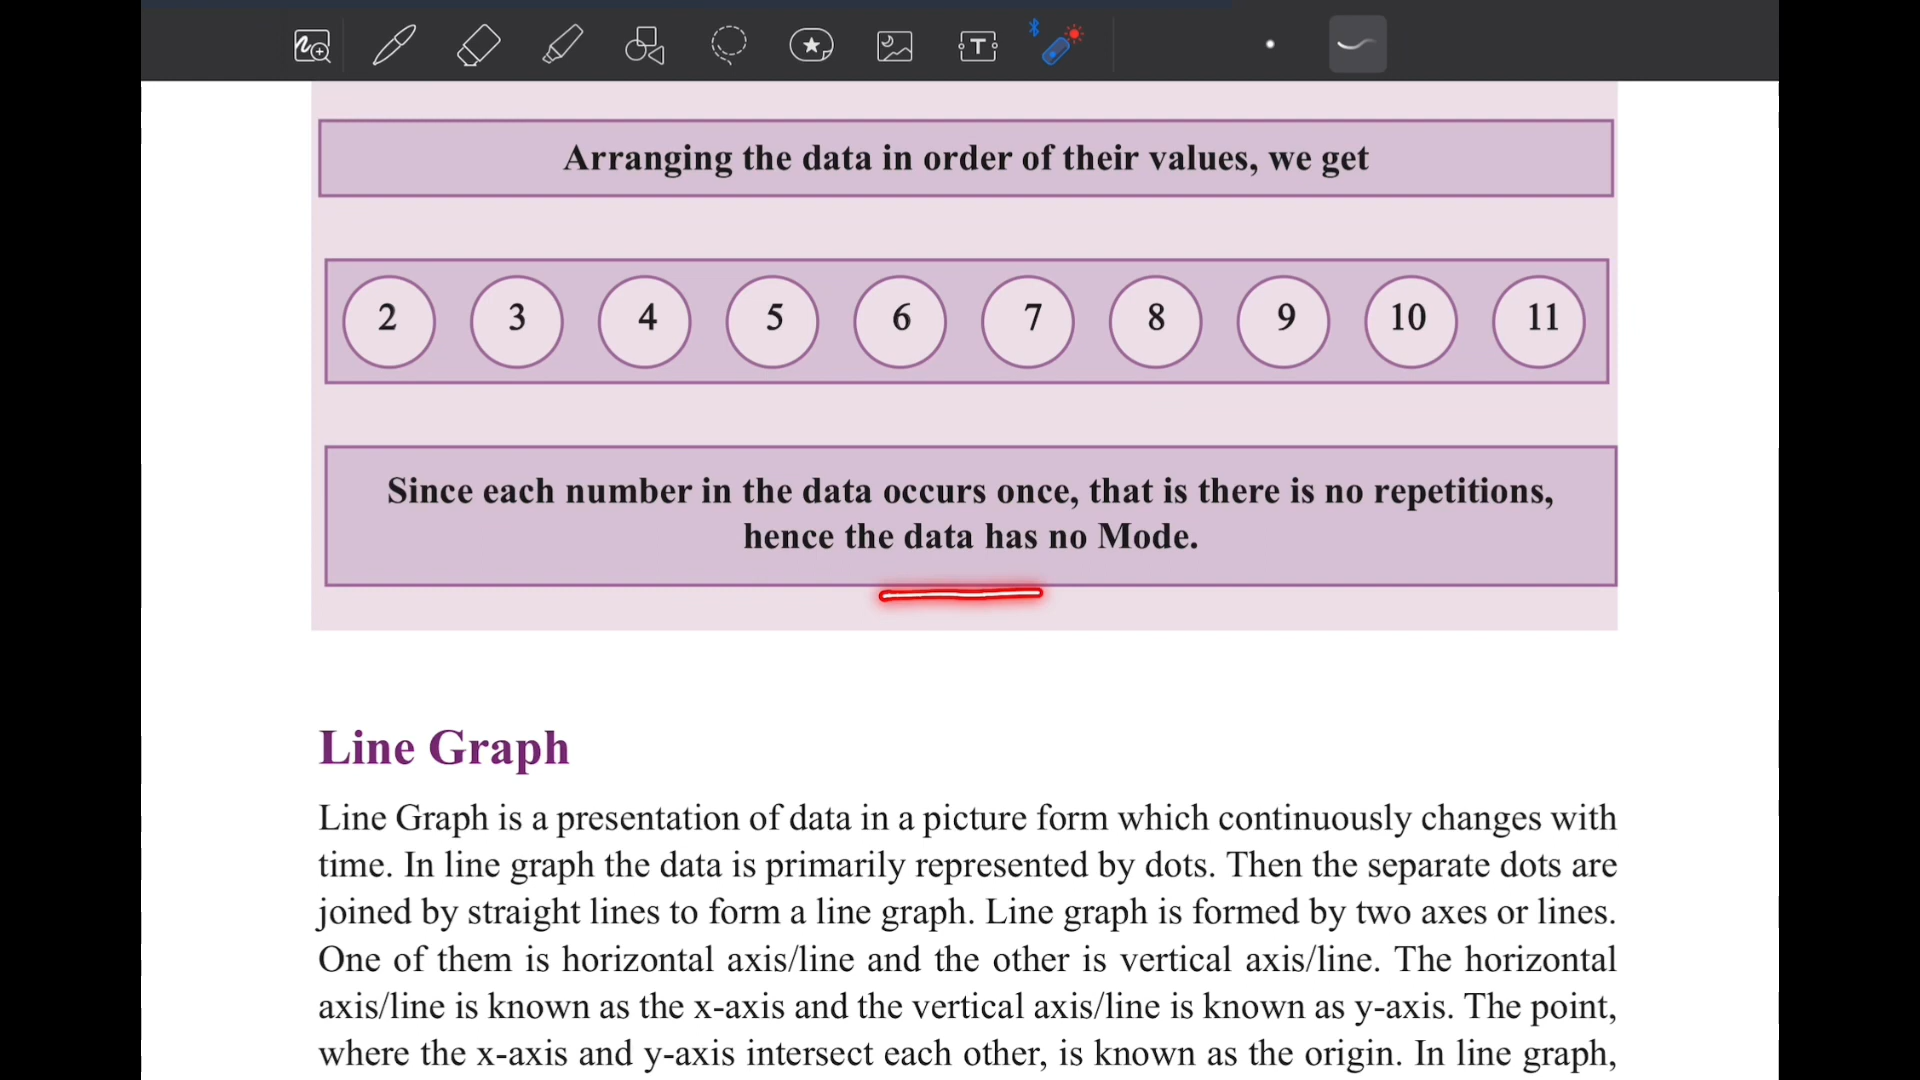 T
Arranging the data in order of their values, we get
2 3 4 5 6 7 8 9 10 11
Since each number in the data occurs once, that is there is no repetitions,
hence the data has no Mode.
Line Graph
Line Graph is a presentation of data in a picture form which continuously changes with
time. In line graph the data is primarily represented by dots. Then the separate dots are
joined by straight lines to form a line graph. Line graph is formed by two axes or lines.
One of them is horizontal axis/line and the other is vertical axis/line. The horizontal
axis/line is known as the x-axis and the vertical axis/line is known as y-axis. The point,
where the x-axis and y-axis intersect each other, is known as the origin. In line graph,